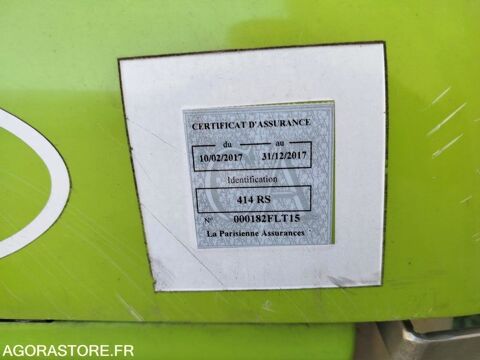 CERTIFICAT D'ASSURANCE
du au
10/02/2017 31/12/2017
Identification
414 RS
N° 000182FLT15
La Parisienne Assurances
AGORASTORE.FR